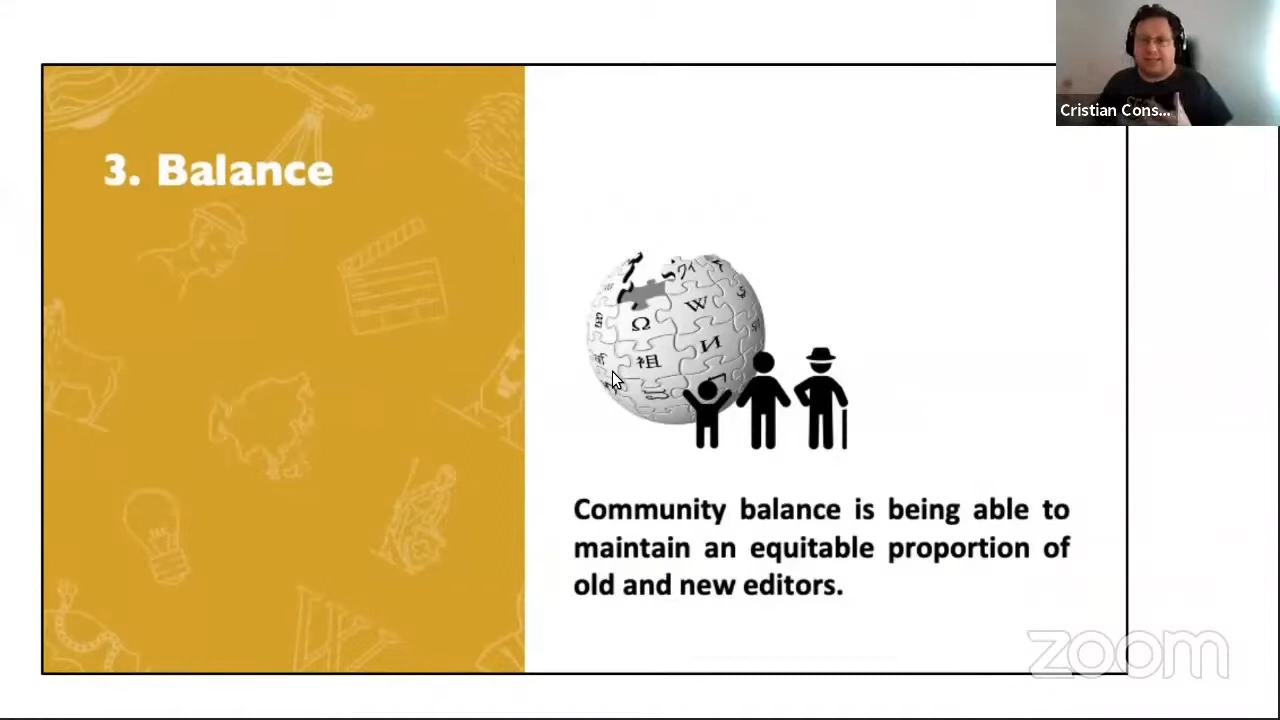 Cristian Cons...
3. Balance
Ω
W
И
祖
Community balance is being able to
maintain an equitable proportion of
old and new editors.
zoom